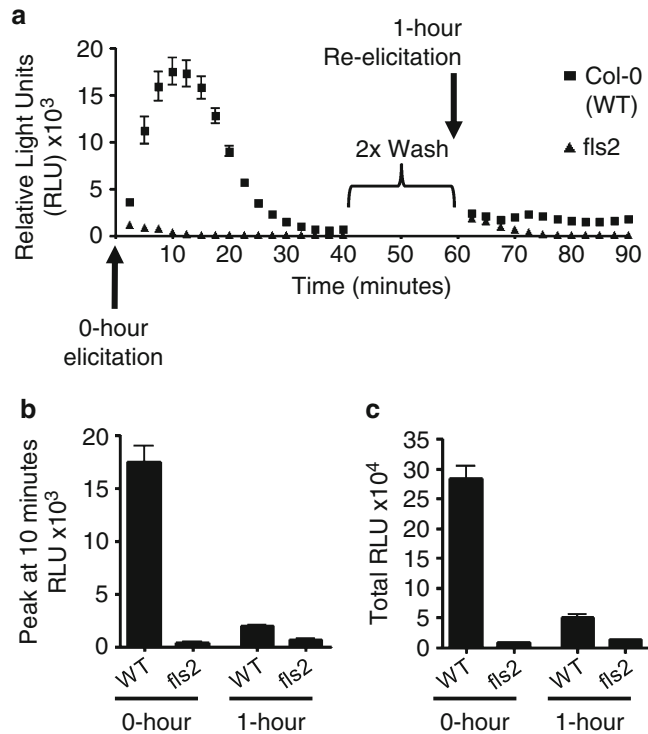 a
1-hour
Re-elicitation
Relative Light Units
(RLU) x10³
20
15
10
5
0
2x Wash
Col-0
(WT)
fls2
0 10 20 30 40 50 60 70 80 90
Time (minutes)
0-hour
elicitation
b
Peak at 10 minutes
RLU x10³
20
15
10
5
0
WT fls2 WT fls2
0-hour 1-hour
c
Total RLU x10⁴
35
30
25
20
15
10
5
0
WT fls2 WT fls2
0-hour 1-hour